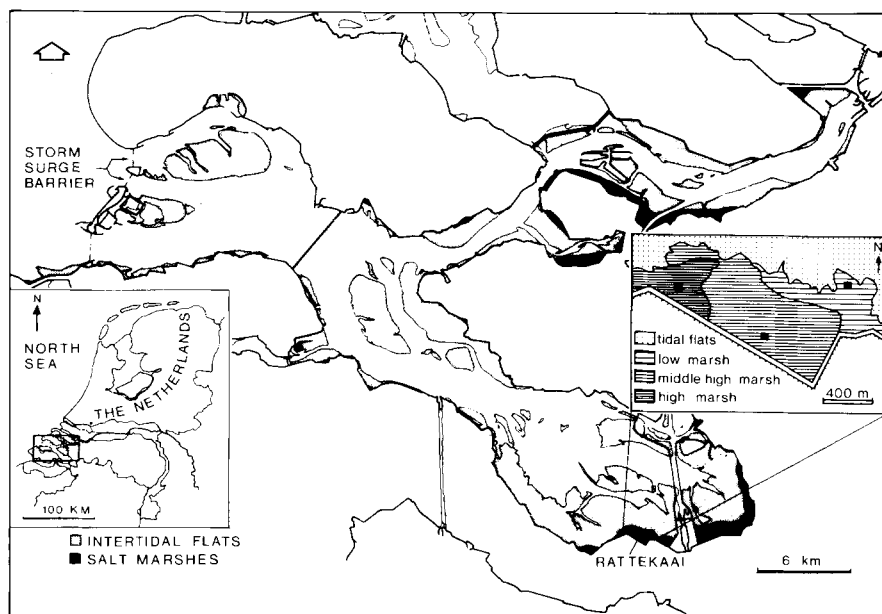 STORM
SURGE
BARRIER
N
NORTH
SEA
THE NETHERLANDS
100 KM
INTERTIDAL FLATS
SALT MARSHES
N
tidal flats
low marsh
middle high marsh
high marsh
400 m
RATTEKAAI
6 km